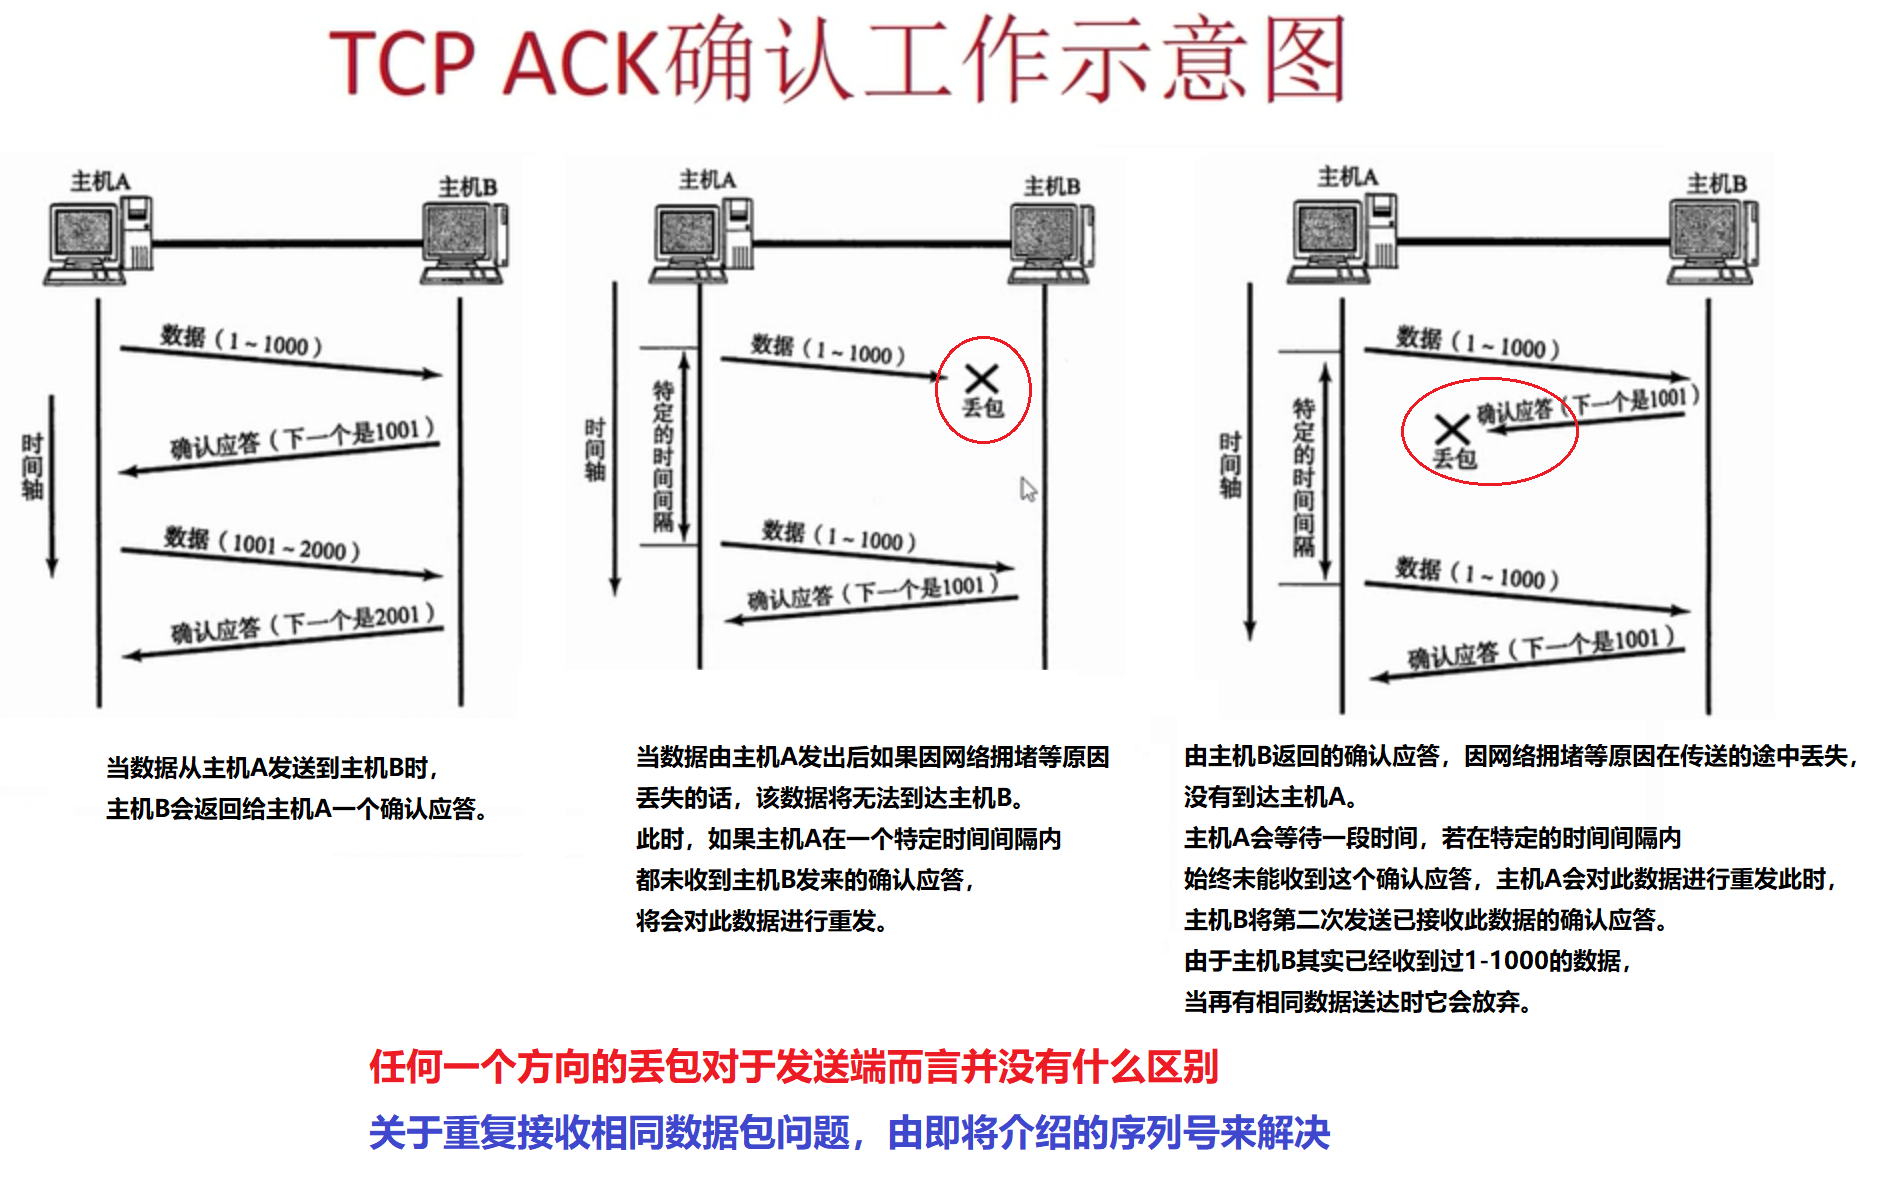 TCP ACK确认工作示意图
主机A
主机B
数据（1～1000）
确认应答（下一个是1001）
时间轴
数据（1001～2000）
确认应答（下一个是2001）
当数据从主机A发送到主机B时，
主机B会返回给主机A一个确认应答。
主机A
主机B
数据（1～1000）
丢包
特定的时间间隔
时间轴
数据（1～1000）
确认应答（下一个是1001）
当数据由主机A发出后如果因网络拥堵等原因
丢失的话，该数据将无法到达主机B。
此时，如果主机A在一个特定时间间隔内
都未收到主机B发来的确认应答，
将会对此数据进行重发。
主机A
主机B
数据（1～1000）
确认应答（下一个是1001）
丢包
特定的时间间隔
时间轴
数据（1～1000）
确认应答（下一个是1001）
由主机B返回的确认应答，因网络拥堵等原因在传送的途中丢失，
没有到达主机A。
主机A会等待一段时间，若在特定的时间间隔内
始终未能收到这个确认应答，主机A会对此数据进行重发此时，
主机B将第二次发送已接收此数据的确认应答。
由于主机B其实已经收到过1-1000的数据，
当再有相同数据送达时它会放弃。
任何一个方向的丢包对于发送端而言并没有什么区别
关于重复接收相同数据包问题，由即将介绍的序列号来解决